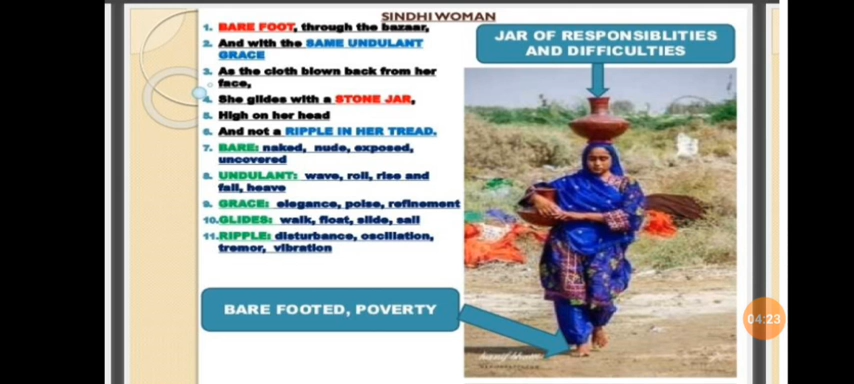 SINDHI WOMAN
1. BARE FOOT, through the bazaar,
2. And with the SAME UNDULANT
GRACE
3. As the cloth blown back from her
face,
4. She glides with a STONE JAR,
5. High on her head
6. And not a RIPPLE IN HER TREAD.
7. BARE: naked, nude, exposed,
uncovered
8. UNDULANT: wave, roll, rise and
fall, heave
9. GRACE: elegance, poise, refinement
10. GLIDES: walk, float, slide, sail
11. RIPPLE: disturbance, oscillation,
tremor, vibration
JAR OF RESPONSIBLITIES
AND DIFFICULTIES
BARE FOOTED, POVERTY
04:23